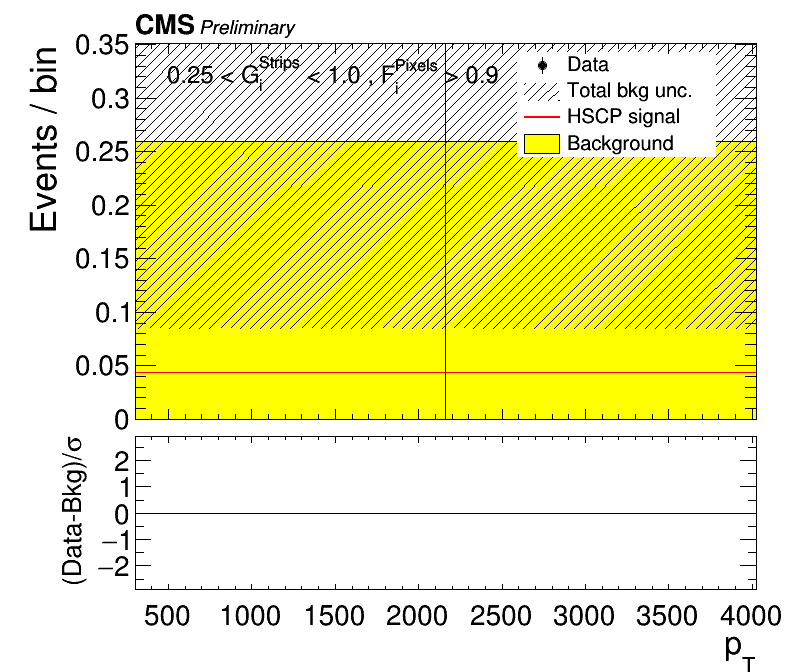 CMS Preliminary
Events / bin
0.35
0.3
0.25
0.2
0.15
0.1
0.05
0
0.25 < G_i^Strips < 1.0 , F_i^Pixels > 0.9
Data
Total bkg unc.
HSCP signal
Background
(Data-Bkg)/σ
2
1
0
−1
−2
500 1000 1500 2000 2500 3000 3500 4000
p_T